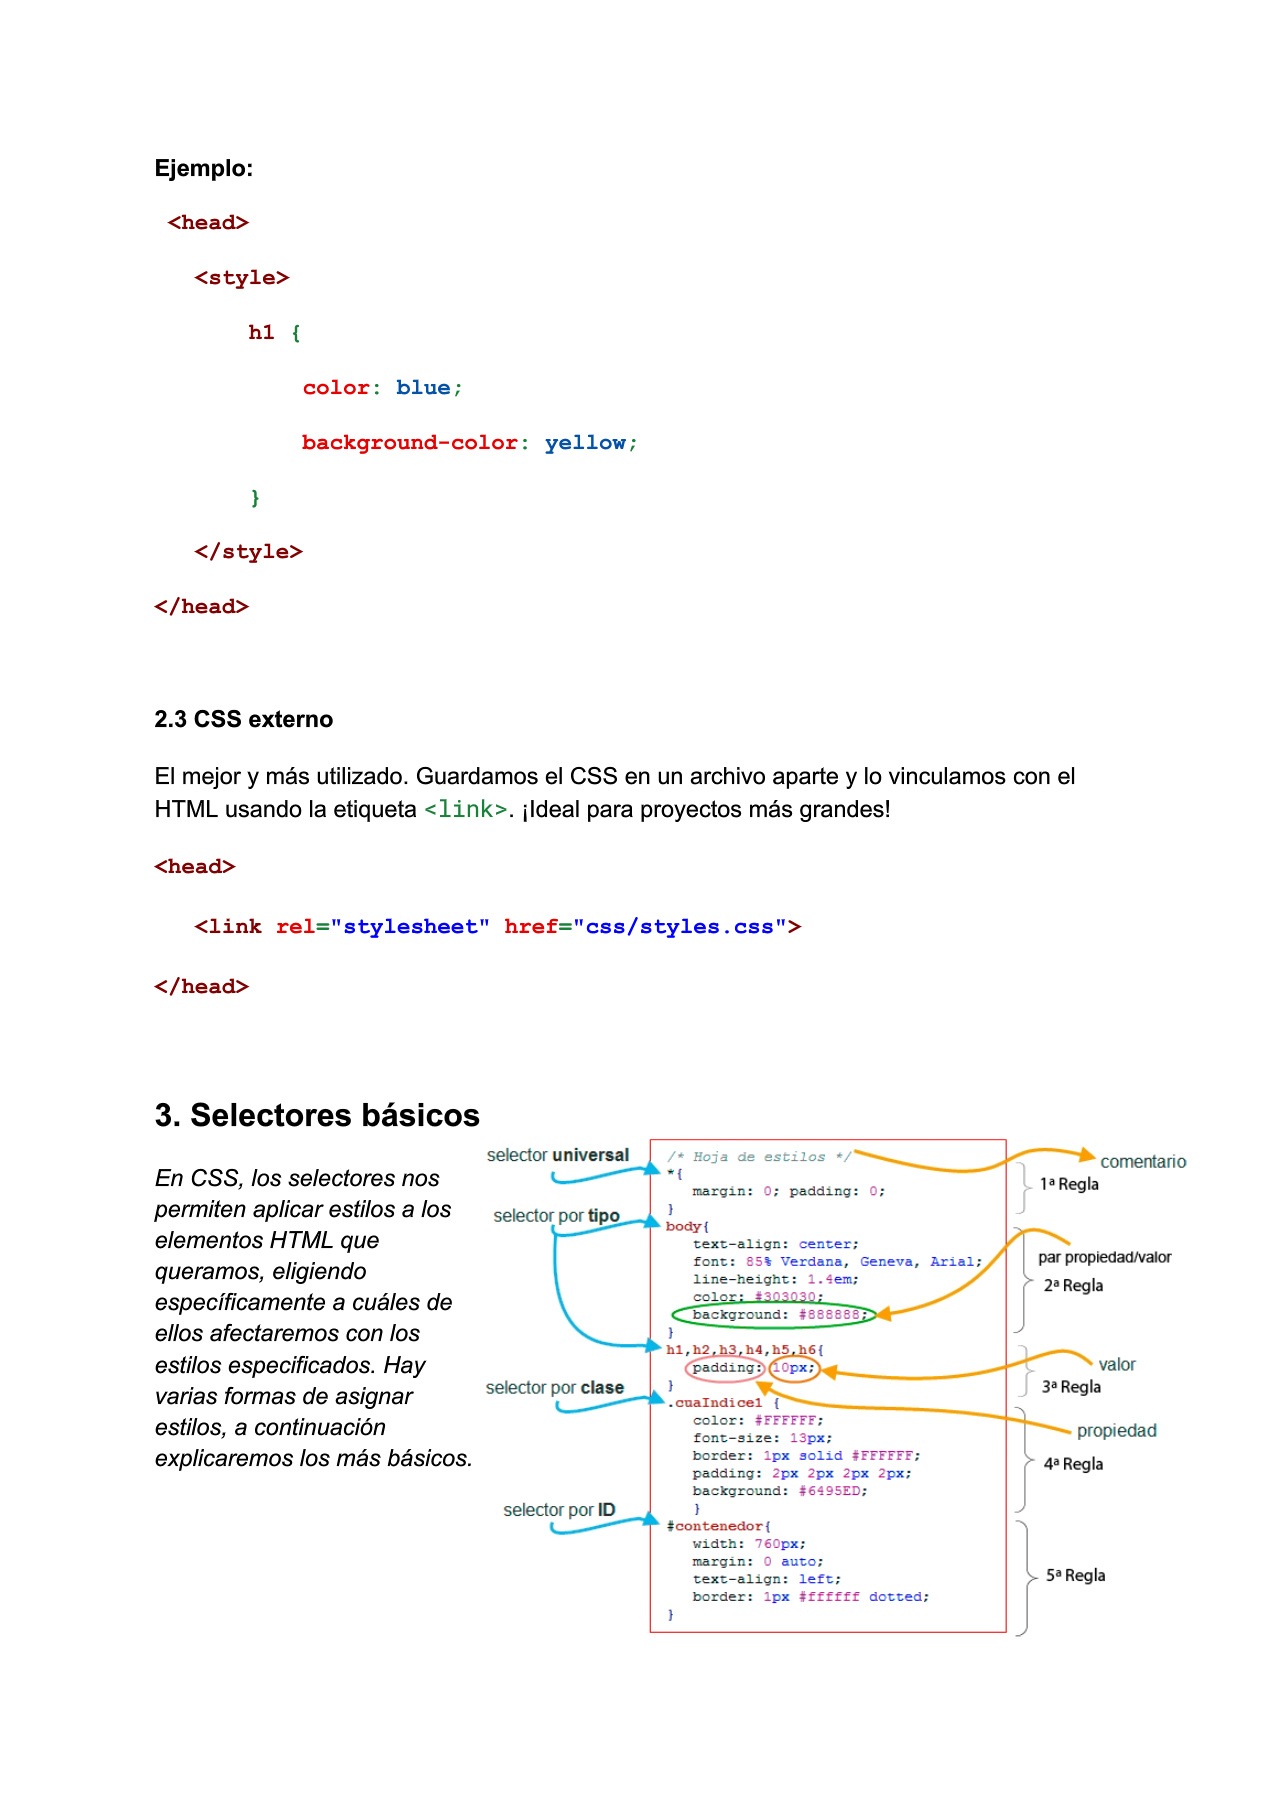 Ejemplo:
<head>
<style>
h1 {
color: blue;
background-color: yellow;
}
</style>
</head>
2.3 CSS externo
El mejor y más utilizado. Guardamos el CSS en un archivo aparte y lo vinculamos con el
HTML usando la etiqueta <link>. ¡Ideal para proyectos más grandes!
<head>
<link rel="stylesheet" href="css/styles.css">
</head>
3. Selectores básicos
En CSS, los selectores nos
permiten aplicar estilos a los
elementos HTML que
queramos, eligiendo
específicamente a cuáles de
ellos afectaremos con los
estilos especificados. Hay
varias formas de asignar
estilos, a continuación
explicaremos los más básicos.
selector universal
selector por tipo
selector por clase
selector por ID
/* Hoja de estilos */
*{
margin: 0; padding: 0;
}
body{
text-align: center;
font: 85% Verdana, Geneva, Arial;
line-height: 1.4em;
color: #303030;
background: #888888;
}
h1,h2,h3,h4,h5,h6{
padding: 10px;
}
.cuaIndice1 {
color: #FFFFFF;
font-size: 13px;
border: 1px solid #FFFFFF;
padding: 2px 2px 2px 2px;
background: #6495ED;
}
#contenedor{
width: 760px;
margin: 0 auto;
text-align: left;
border: 1px #ffffff dotted;
}
comentario
1ª Regla
par propiedad/valor
2ª Regla
valor
3ª Regla
propiedad
4ª Regla
5ª Regla